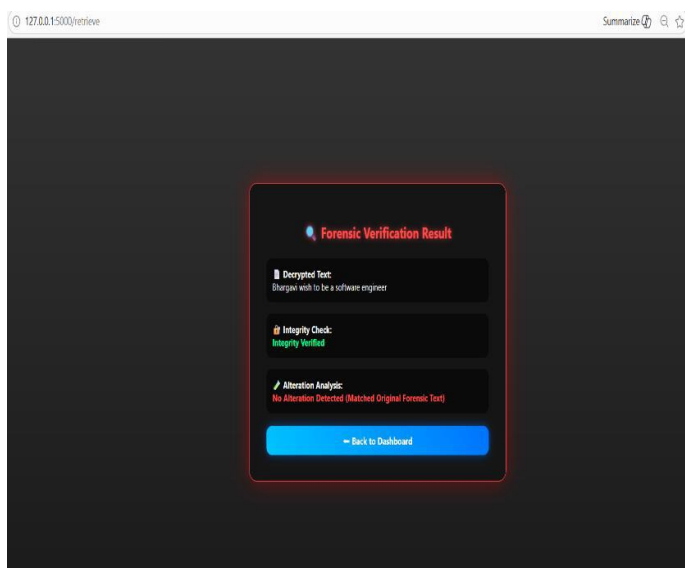 127.0.0.1:5000/retrieve
Summarize
Forensic Verification Result
Decrypted Text:
Bhargavi wish to be a software engineer
Integrity Check:
Integrity Verified
Alteration Analysis:
No Alteration Detected (Matched Original Forensic Text)
Back to Dashboard